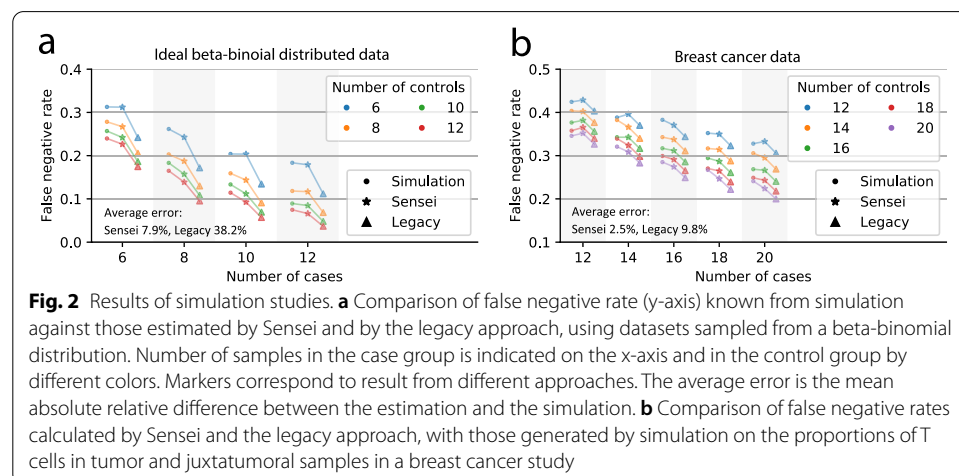 a
Ideal beta-binoial distributed data
False negative rate
0.4
0.3
0.2
0.1
0.0
Number of controls
6
8
10
12
Simulation
Sensei
Legacy
Average error:
Sensei 7.9%, Legacy 38.2%
6
8
10
12
Number of cases
b
Breast cancer data
False negative rate
0.5
0.4
0.3
0.2
0.1
Number of controls
12
14
16
18
20
Simulation
Sensei
Legacy
Average error:
Sensei 2.5%, Legacy 9.8%
12
14
16
18
20
Number of cases
Fig. 2 Results of simulation studies. a Comparison of false negative rate (y-axis) known from simulation
against those estimated by Sensei and by the legacy approach, using datasets sampled from a beta-binomial
distribution. Number of samples in the case group is indicated on the x-axis and in the control group by
different colors. Markers correspond to result from different approaches. The average error is the mean
absolute relative difference between the estimation and the simulation. b Comparison of false negative rates
calculated by Sensei and the legacy approach, with those generated by simulation on the proportions of T
cells in tumor and juxtatumoral samples in a breast cancer study